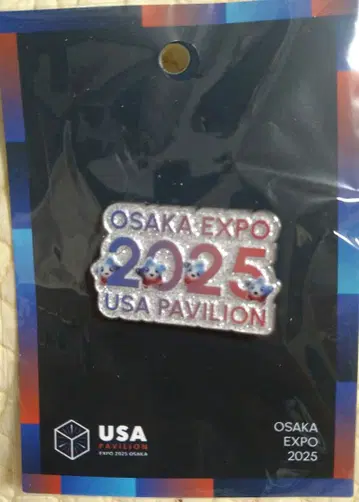 OSAKA EXPO
2025
USA PAVILION
USA
PAVILION
EXPO 2025 OSAKA
OSAKA
EXPO
2025